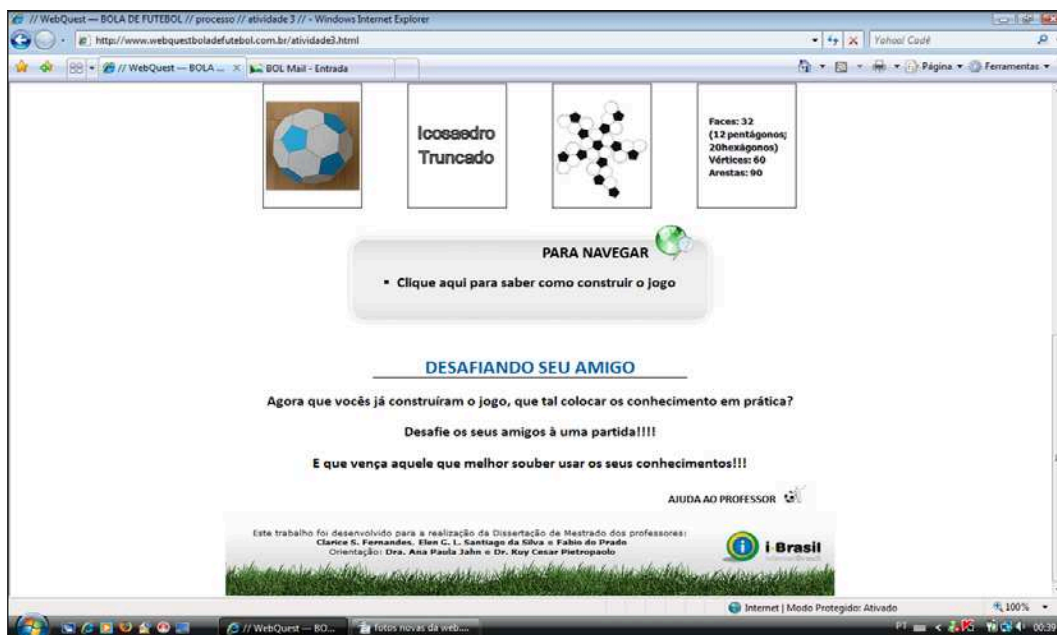 // WebQuest — BOLA DE FUTEBOL // processo // atividade 3 // - Windows Internet Explorer
http://www.webquestboladefutebol.com.br/atividade3.html
Yahoo! Cadê
// WebQuest — BOLA ...
BOL Mail - Entrada
Página
Ferramentas
Icosaedro
Truncado
Faces: 32
(12 pentágonos;
20hexágonos)
Vértices: 60
Arestas: 90
PARA NAVEGAR
▪ Clique aqui para saber como construir o jogo
DESAFIANDO SEU AMIGO
Agora que vocês já construíram o jogo, que tal colocar os conhecimento em prática?
Desafie os seus amigos à uma partida!!!!
E que vença aquele que melhor souber usar os seus conhecimentos!!!
AJUDA AO PROFESSOR
Este trabalho foi desenvolvido para a realização da Dissertação de Mestrado dos professores:
Clarice S. Fernandes, Elen G. L. Santiago da Silva e Fabio do Prado
Orientação: Dra. Ana Paula Jahn e Dr. Ruy Cesar Pietropaolo
i-Brasil
Internet | Modo Protegido: Ativado
100%
// WebQuest — BO...
fotos novas da web....
PT
00:39